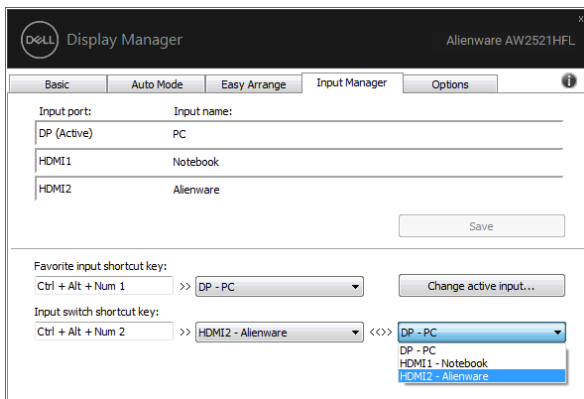 DELL Display Manager Alienware AW2521HFL
x
Basic Auto Mode Easy Arrange Input Manager Options i
Input port: Input name:
DP (Active) PC
HDMI1 Notebook
HDMI2 Alienware
Save
Favorite input shortcut key:
Ctrl + Alt + Num 1 >> DP - PC Change active input...
Input switch shortcut key:
Ctrl + Alt + Num 2 >> HDMI2 - Alienware <<>> DP - PC
DP - PC
HDMI1 - Notebook
HDMI2 - Alienware